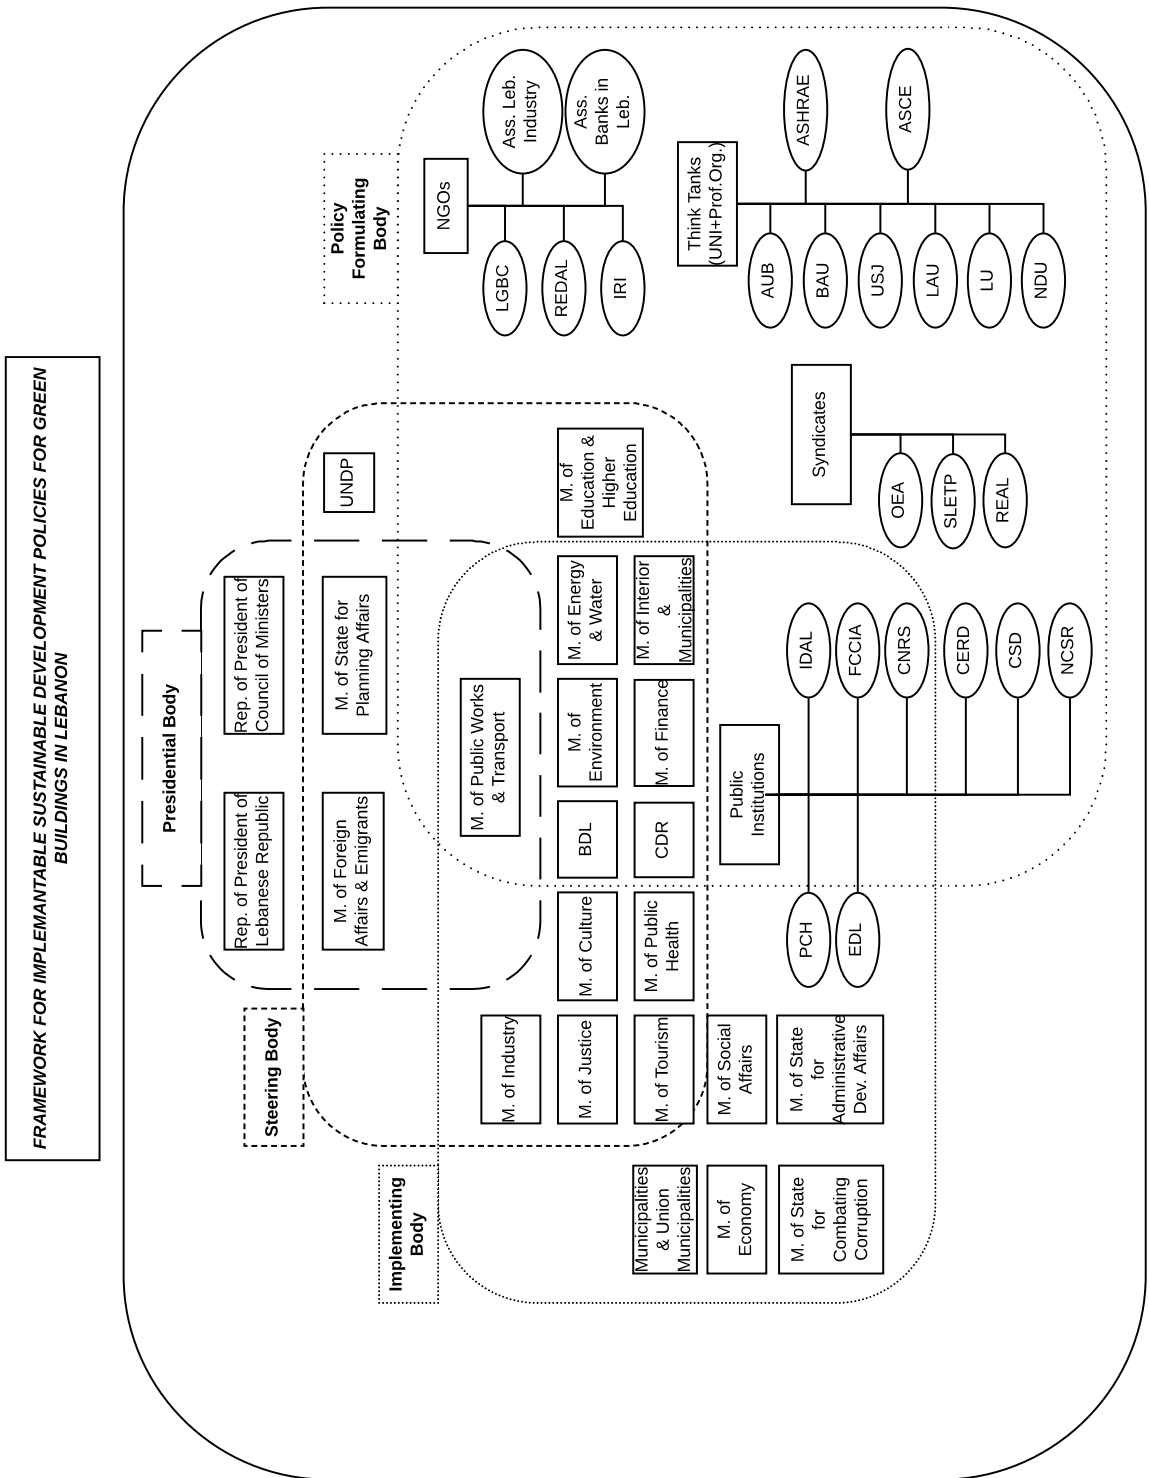 FRAMEWORK FOR IMPLEMANTABLE SUSTAINABLE DEVELOPMENT POLICIES FOR GREEN
BUILDINGS IN LEBANON
Presidential Body
Rep. of President of
Lebanese Republic
Rep. of President of
Council of Ministers
Steering Body
M. of Foreign
Affairs & Emigrants
M. of State for
Planning Affairs
UNDP
Policy
Formulating
Body
Implementing
Body
M. of Public Works
& Transport
M. of Industry
M. of Justice
M. of Culture
BDL
M. of
Environment
M. of Energy
& Water
M. of
Education &
Higher
Education
Municipalities
& Union
Municipalities
M. of Tourism
M. of Public
Health
CDR
M. of Finance
M. of Interior
&
Municipalities
M. of
Economy
M. of Social
Affairs
M. of State
for
Combating
Corruption
M. of State
for
Administrative
Dev. Affairs
Public
Institutions
PCH
EDL
IDAL
FCCIA
CNRS
CERD
CSD
NCSR
Syndicates
OEA
SLETP
REAL
NGOs
LGBC
REDAL
IRI
Ass. Leb.
Industry
Ass.
Banks in
Leb.
Think Tanks
(UNI+Prof.Org.)
AUB
BAU
USJ
LAU
LU
NDU
ASHRAE
ASCE